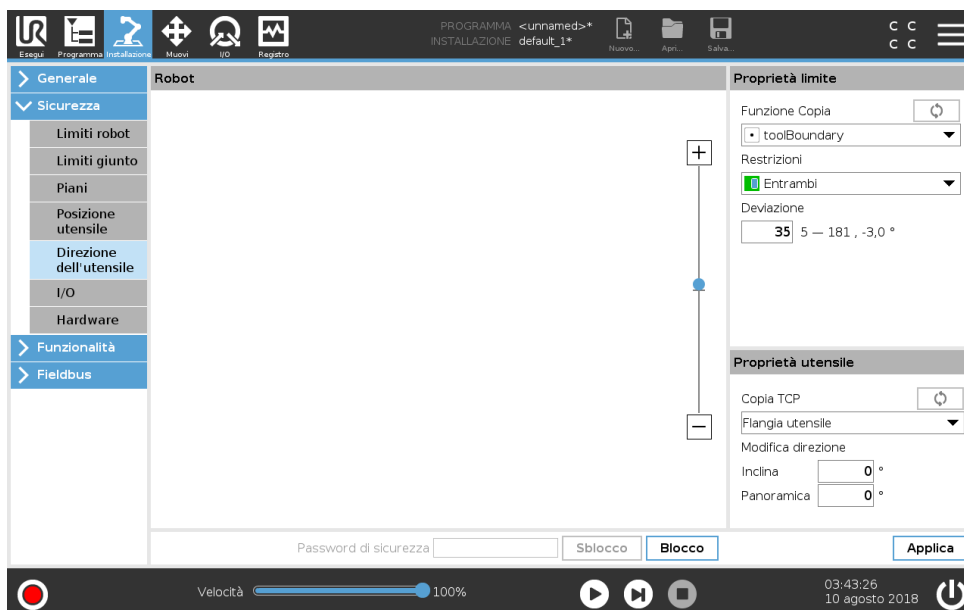 UR
Esegui
Programma
Installazione
Muovi
I/O
Registro
PROGRAMMA <unnamed>*
INSTALLAZIONE default_1*
Nuovo...
Apri...
Salva...
C C
C C
Generale
Sicurezza
Limiti robot
Limiti giunto
Piani
Posizione
utensile
Direzione
dell'utensile
I/O
Hardware
Funzionalità
Fieldbus
Robot
Proprietà limite
Funzione Copia
toolBoundary
Restrizioni
Entrambi
Deviazione
35 5 — 181 , -3,0 °
Proprietà utensile
Copia TCP
Flangia utensile
Modifica direzione
Inclina 0 °
Panoramica 0 °
Password di sicurezza
Sblocco
Blocco
Applica
Velocità 100%
03:43:26
10 agosto 2018